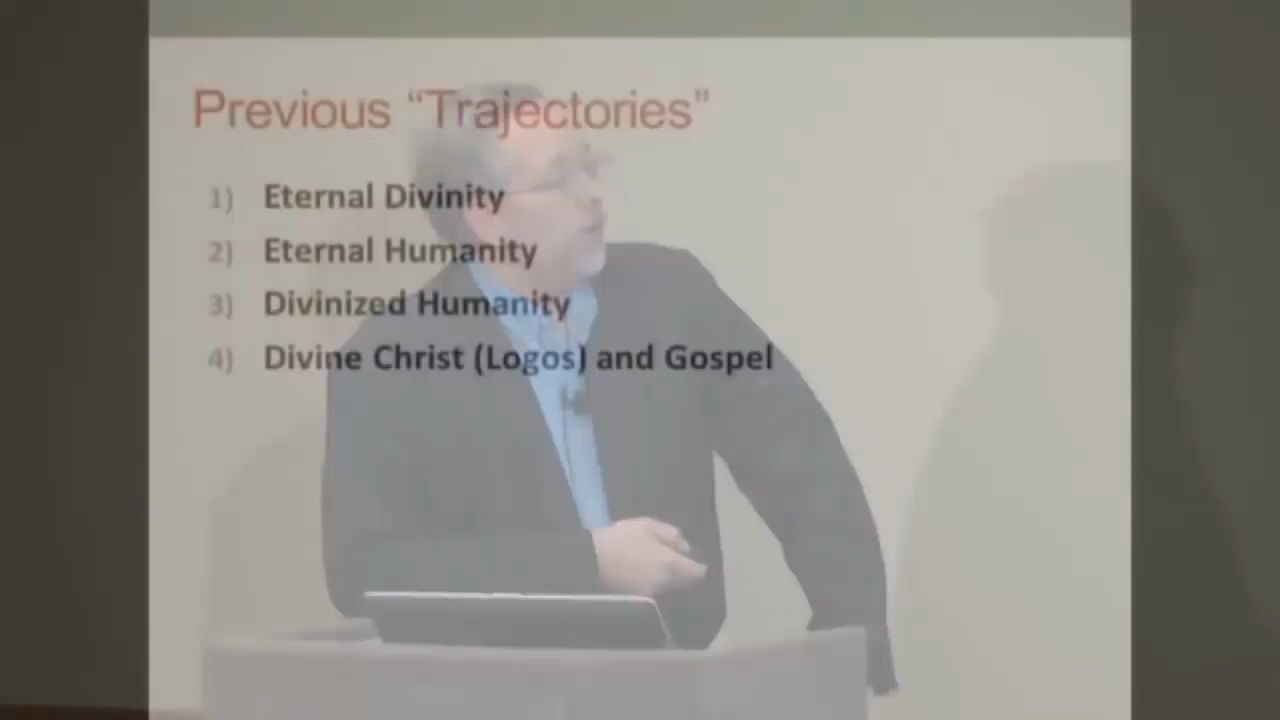 Previous “Trajectories”
1) Eternal Divinity
2) Eternal Humanity
3) Divinized Humanity
4) Divine Christ (Logos) and Gospel